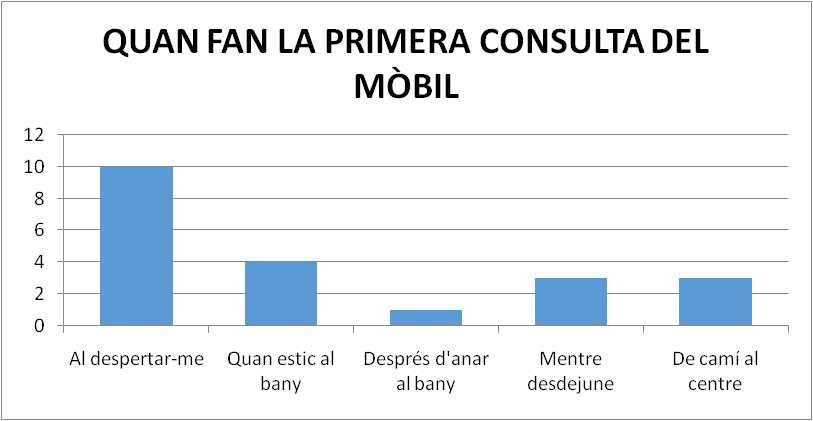 QUAN FAN LA PRIMERA CONSULTA DEL
MÒBIL
12
10
8
6
4
2
0
Al despertar-me
Quan estic al
bany
Després d'anar
al bany
Mentre
desdejune
De camí al
centre